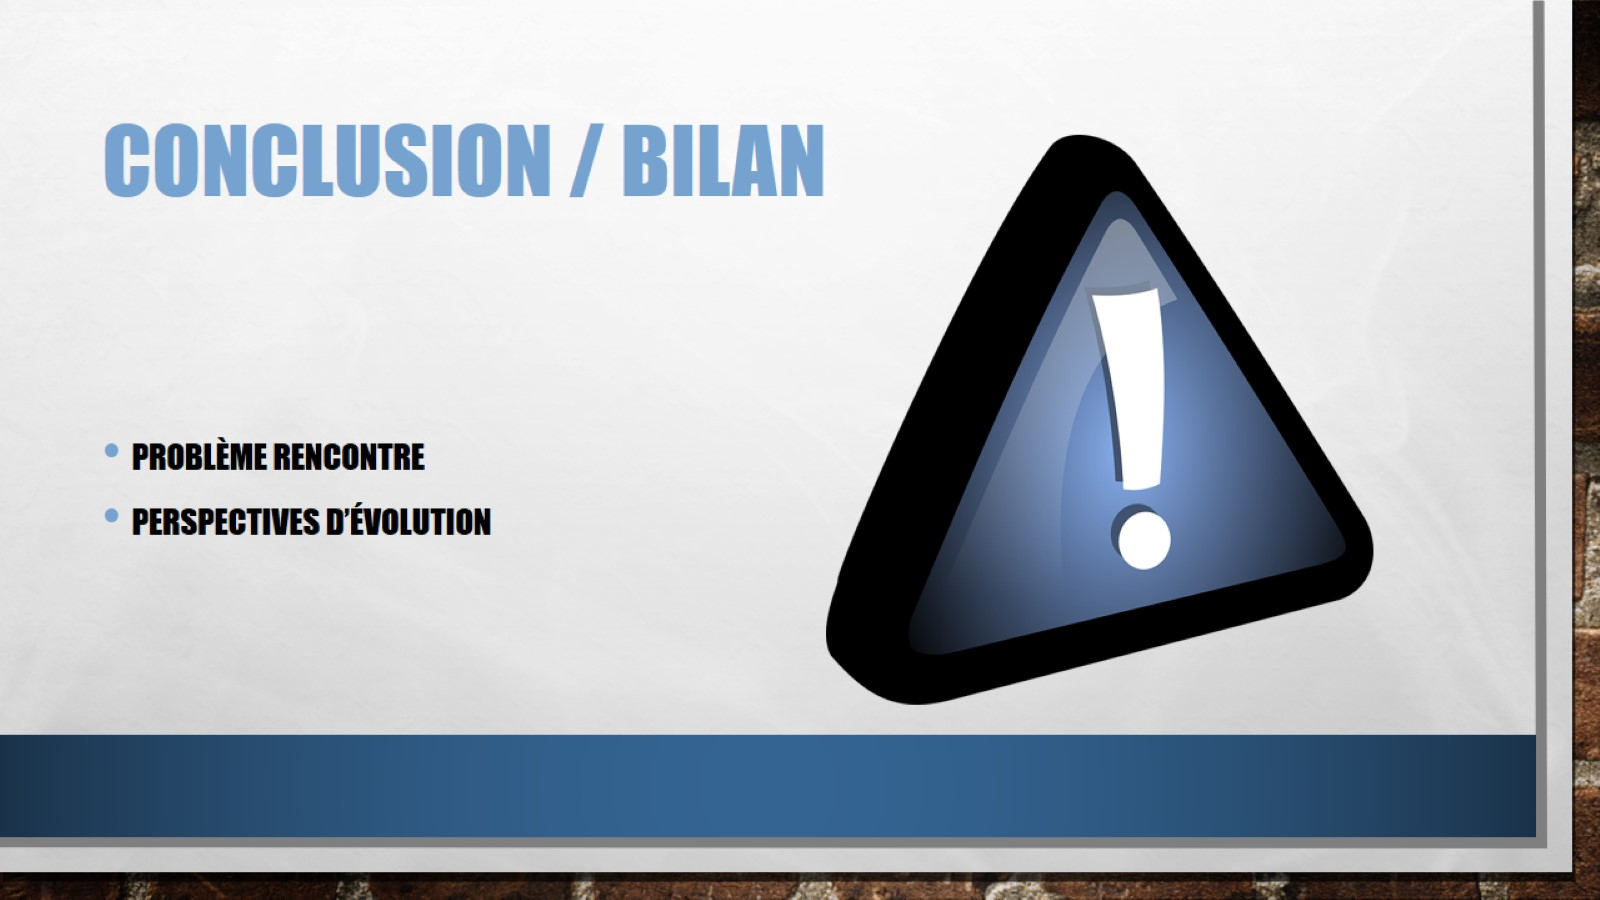 CONCLUSION / BILAN
• PROBLÈME RENCONTRE
• PERSPECTIVES D’ÉVOLUTION